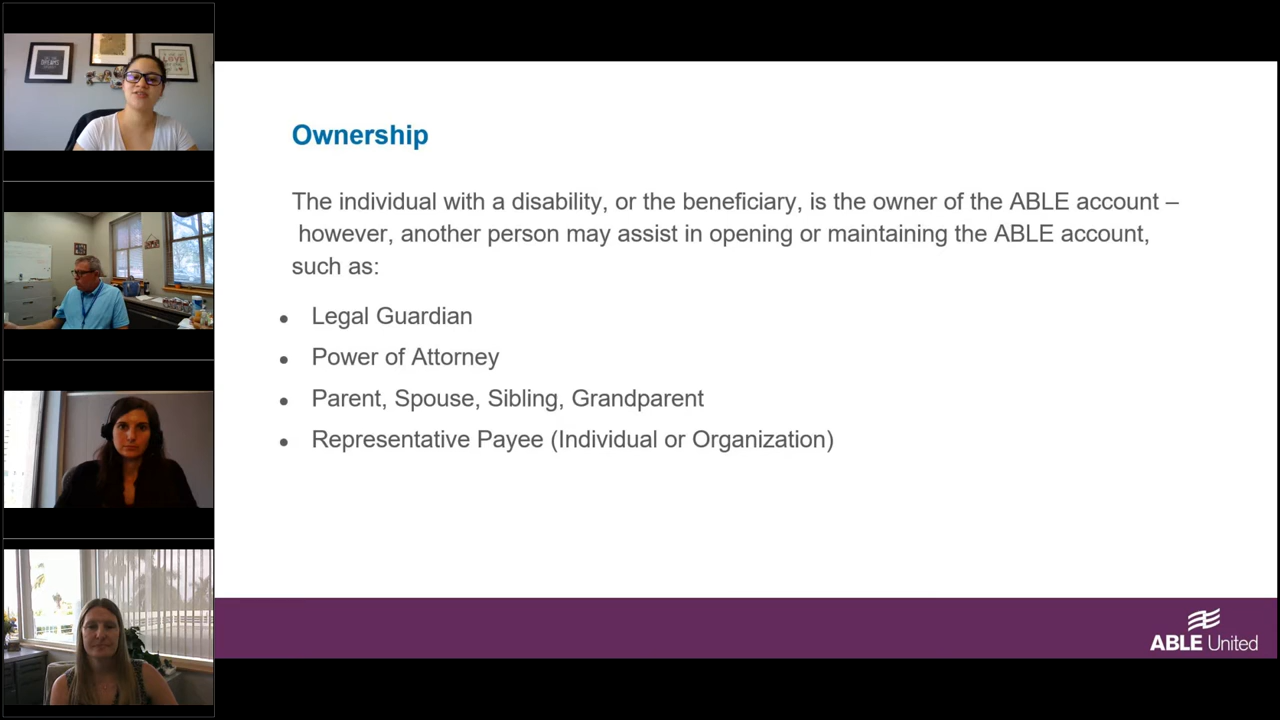 Ownership
The individual with a disability, or the beneficiary, is the owner of the ABLE account –
however, another person may assist in opening or maintaining the ABLE account,
such as:
• Legal Guardian
• Power of Attorney
• Parent, Spouse, Sibling, Grandparent
• Representative Payee (Individual or Organization)
ABLE United